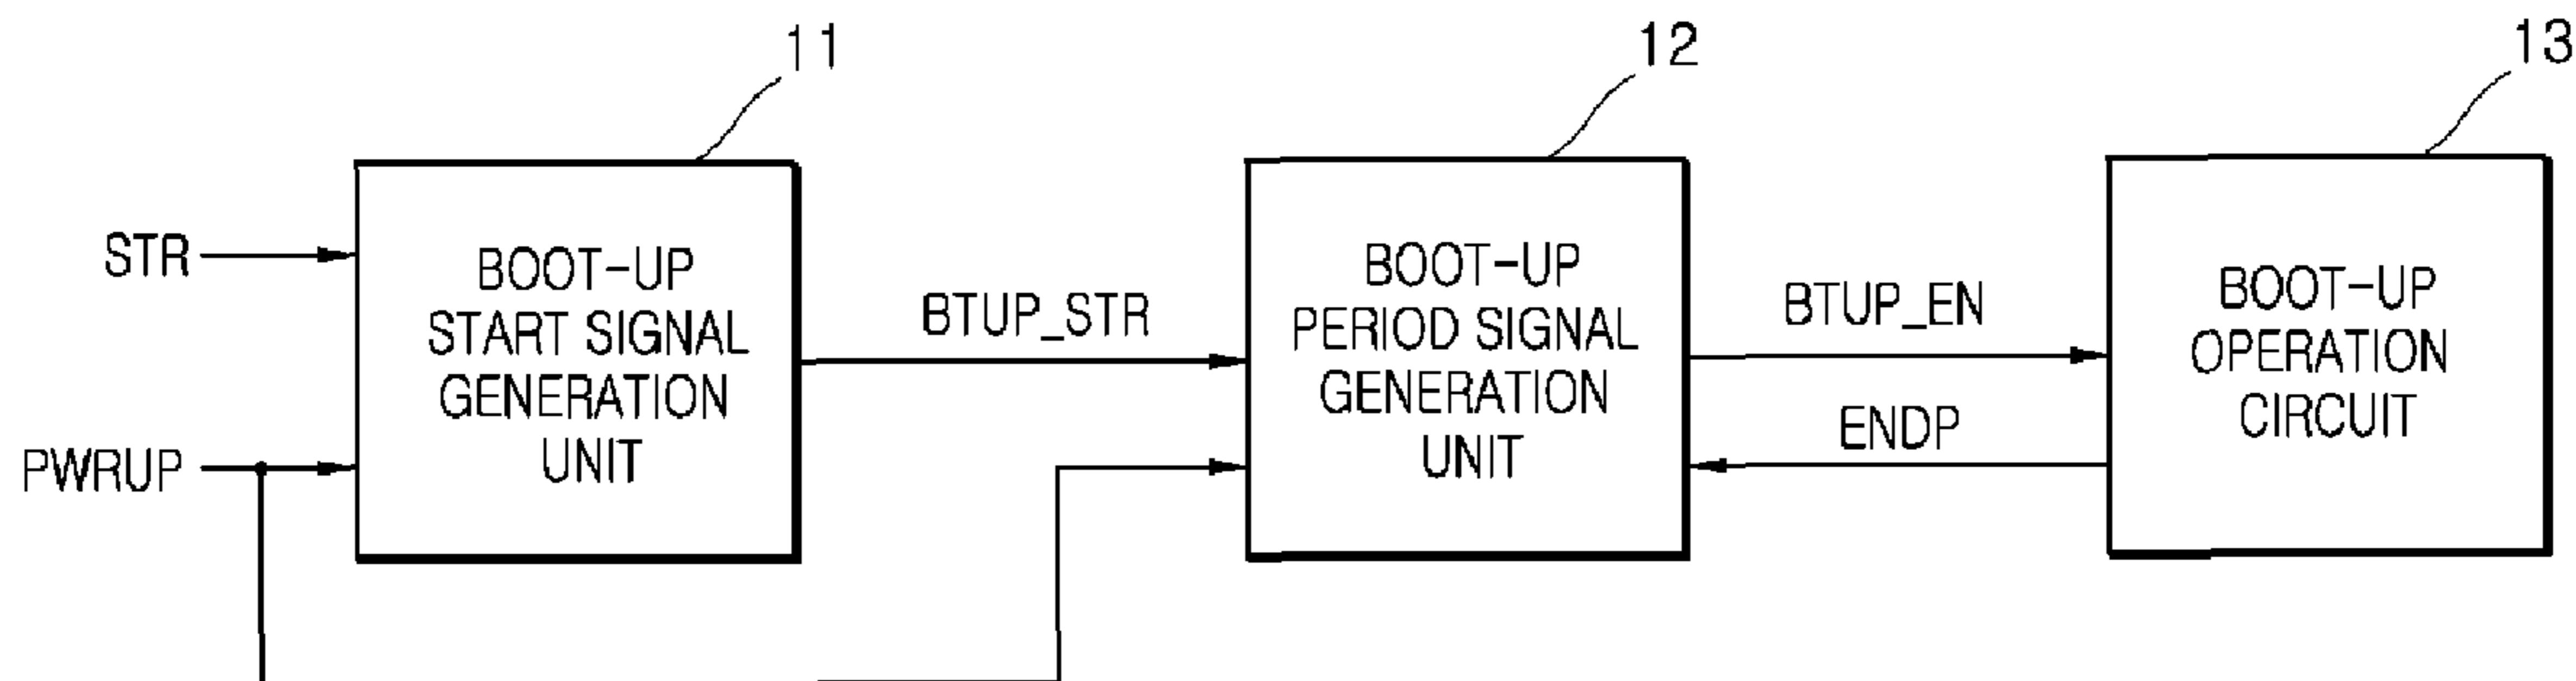 11
12
13
STR
PWRUP
BOOT-UP
START SIGNAL
GENERATION
UNIT
BTUP_STR
BOOT-UP
PERIOD SIGNAL
GENERATION
UNIT
BTUP_EN
ENDP
BOOT-UP
OPERATION
CIRCUIT